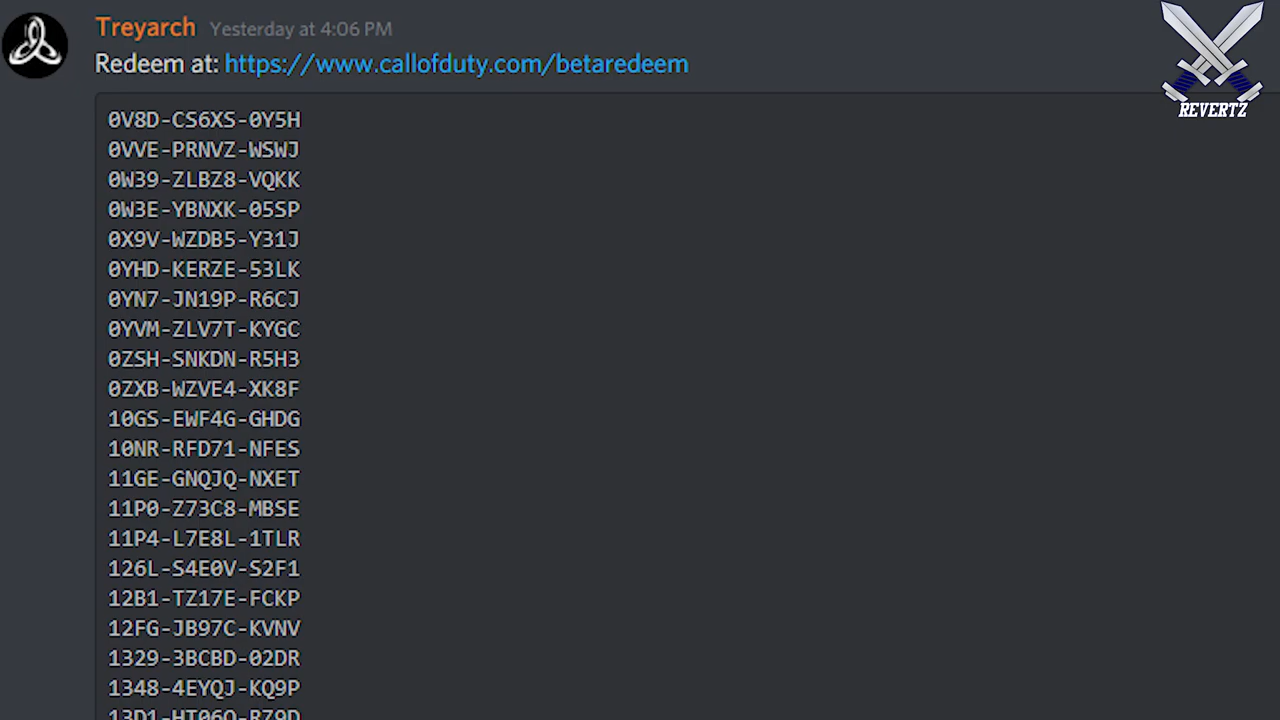 Treyarch Yesterday at 4:06 PM
REVERTZ
Redeem at: https://www.callofduty.com/betaredeem
0V8D-CS6XS-0Y5H
0VVE-PRNVZ-WSWJ
0W39-ZLBZ8-VQKK
0W3E-YBNXK-05SP
0X9V-WZDB5-Y31J
0YHD-KERZE-53LK
0YN7-JN19P-R6CJ
0YVM-ZLV7T-KYGC
0ZSH-SNKDN-R5H3
0ZXB-WZVE4-XK8F
10GS-EWF4G-GHDG
10NR-RFD71-NFES
11GE-GNQJQ-NXET
11P0-Z73C8-MBSE
11P4-L7E8L-1TLR
126L-S4E0V-S2F1
12B1-TZ17E-FCKP
12FG-JB97C-KVNV
1329-3BCBD-02DR
1348-4EYQJ-KQ9P